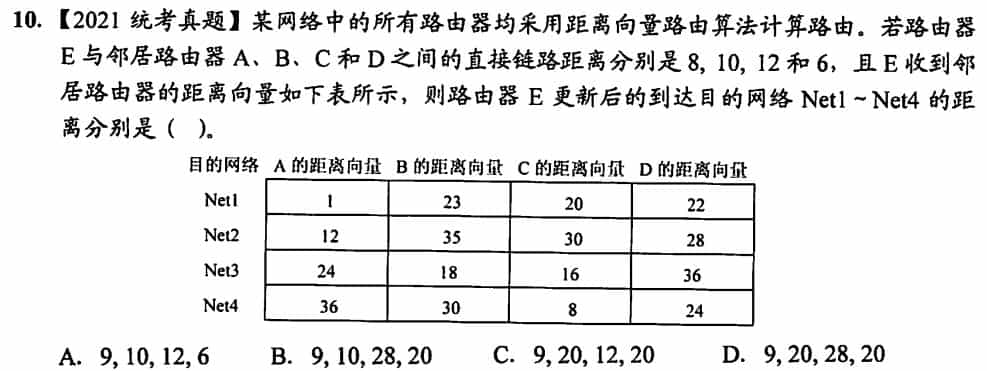 10.【2021 统考真题】某网络中的所有路由器均采用距离向量路由算法计算路由。若路由器
E 与邻居路由器 A、B、C 和 D 之间的直接链路距离分别是 8, 10, 12 和 6，且 E 收到邻
居路由器的距离向量如下表所示，则路由器 E 更新后的到达目的网络 Net1 ~ Net4 的距
离分别是（ ）。
目的网络 A 的距离向量 B 的距离向量 C 的距离向量 D 的距离向量
Net1 1 23 20 22
Net2 12 35 30 28
Net3 24 18 16 36
Net4 36 30 8 24
A. 9, 10, 12, 6 B. 9, 10, 28, 20 C. 9, 20, 12, 20 D. 9, 20, 28, 20